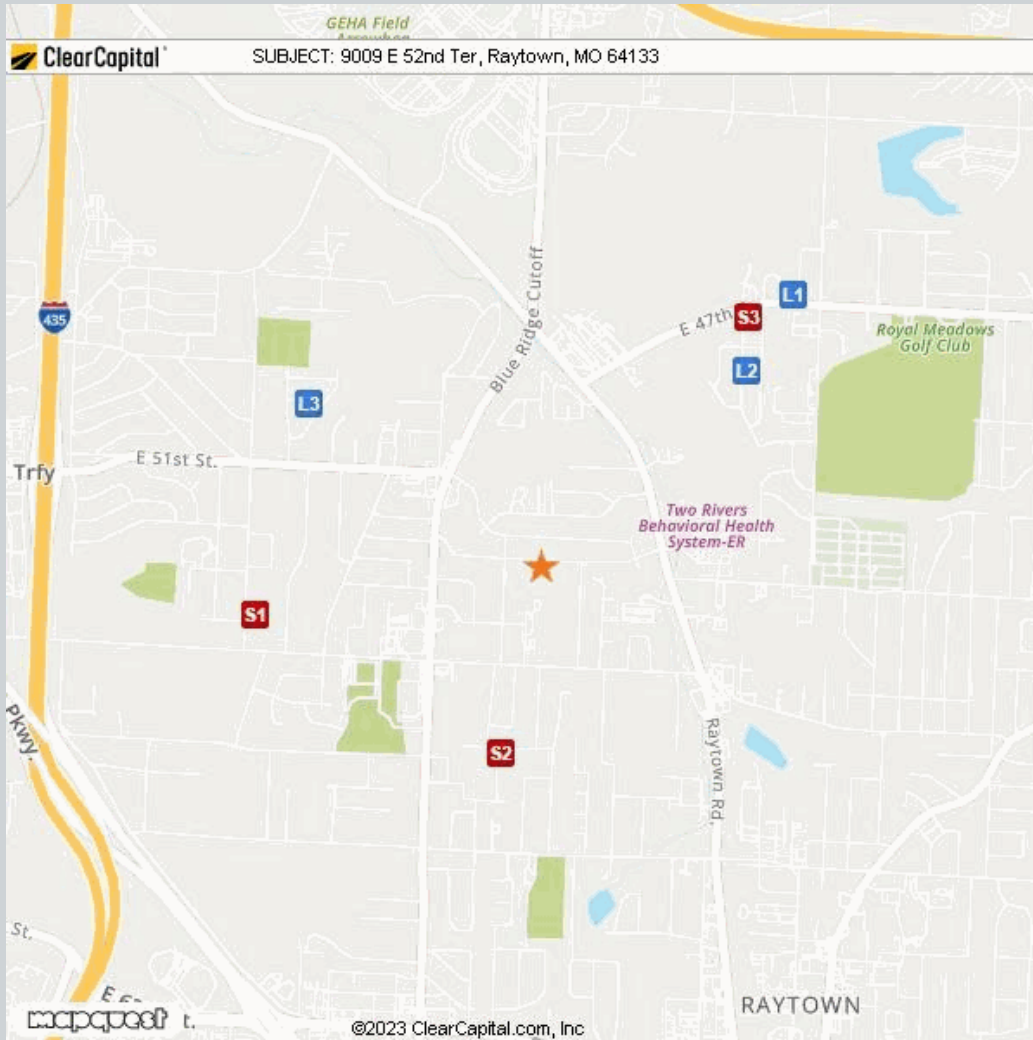 GEHA Field
Arrowhea
ClearCapital
SUBJECT: 9009 E 52nd Ter, Raytown, MO 64133
Blue Ridge Cutoff
L1
E 47th
S3
435
Royal Meadows
Golf Club
L2
L3
E 51st St.
Trfy
Two Rivers
Behavioral Health
System-ER
S1
Pkwy.
S2
Raytown Rd.
St.
RAYTOWN
mapquest
t.
©2023 ClearCapital.com, Inc